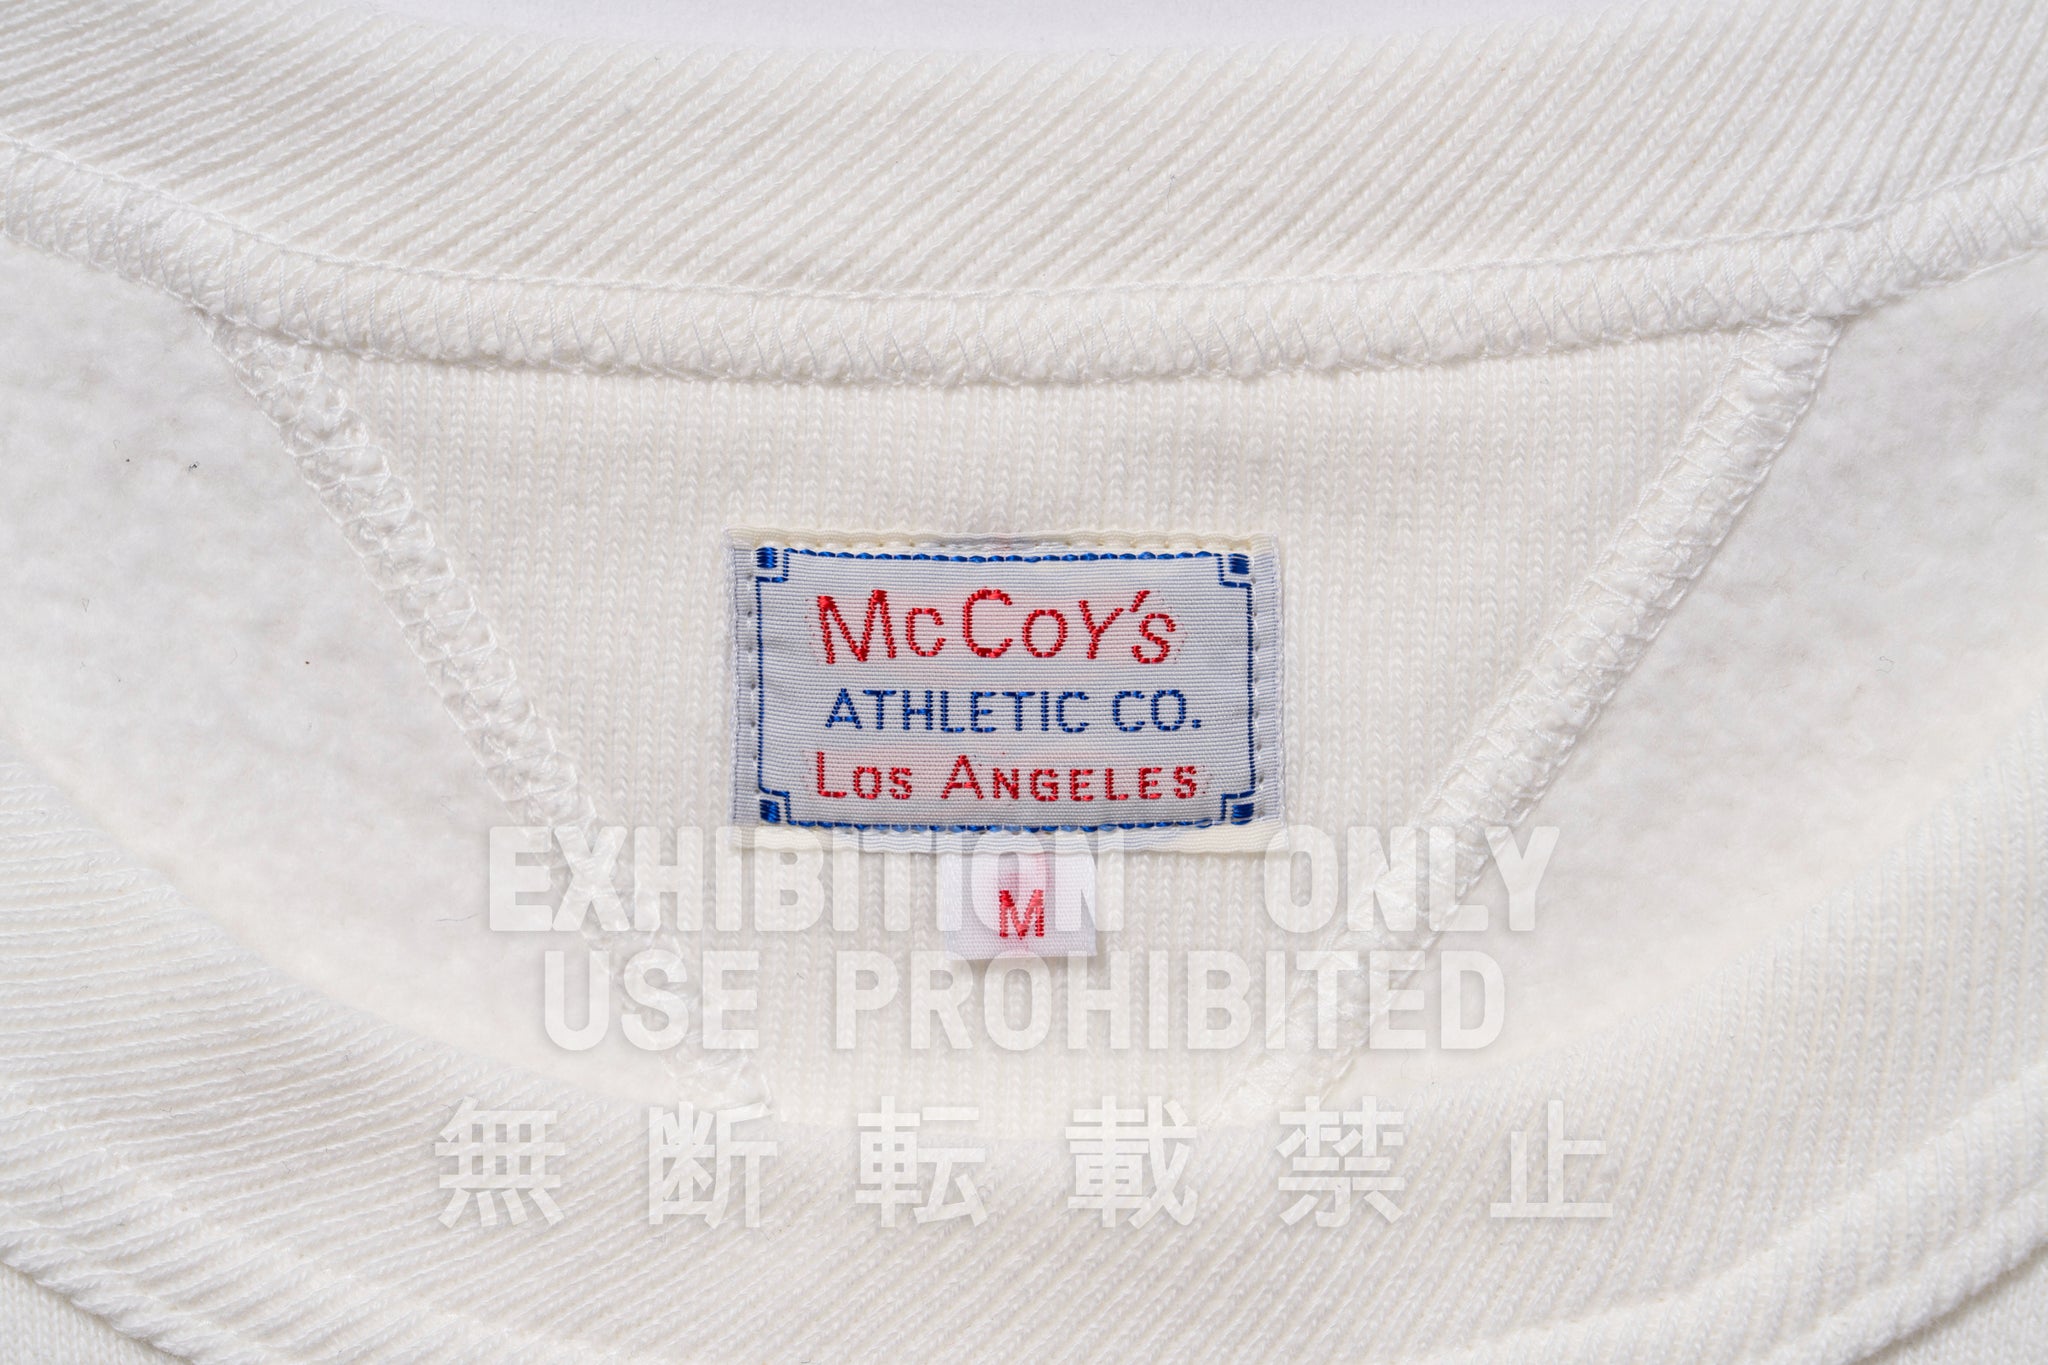 McCoy's
ATHLETIC CO.
Los Angeles
M
EXHIBITION ONLY
USE PROHIBITED
無断転載禁止